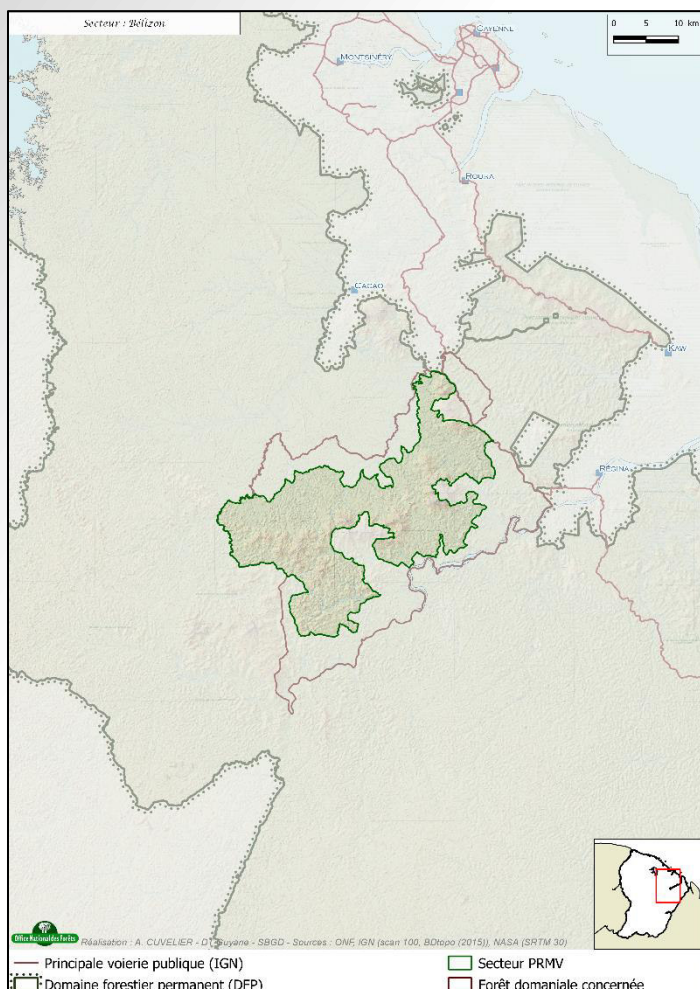 Secteur : Bélizon
0 5 10 km
CAYENNE
MONTSINÉRY
ROURA
CACAO
KAW
RÉGINA
Office National des Forêts
Réalisation : A. CUVELIER - DT Guyane - SBGD - Sources : ONF, IGN (scan 100, BDtopo (2015)), NASA (SRTM 30)
Principale voierie publique (IGN)
Secteur PRMV
Domaine forestier permanent (DFP)
Forêt domaniale concernée